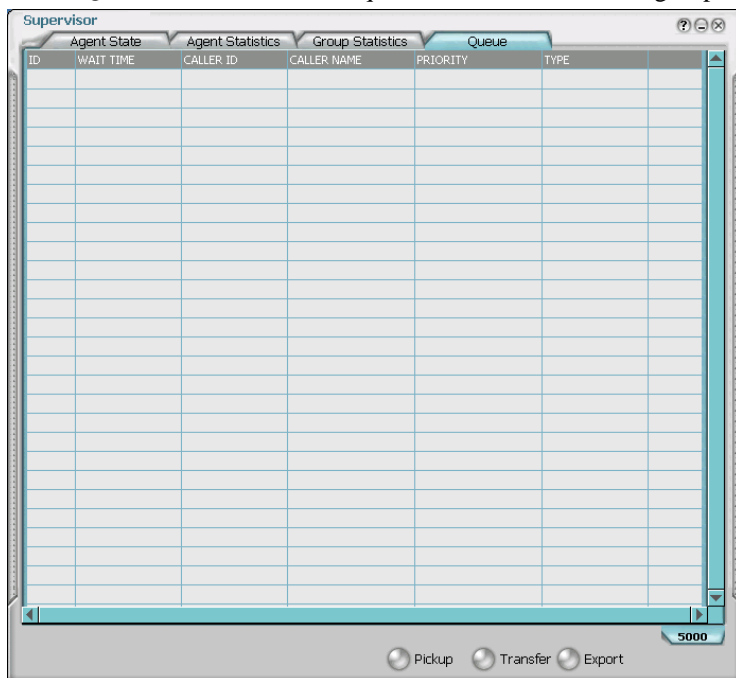 Supervisor
?
Agent State Agent Statistics Group Statistics Queue
ID WAIT TIME CALLER ID CALLER NAME PRIORITY TYPE
5000
Pickup Transfer Export